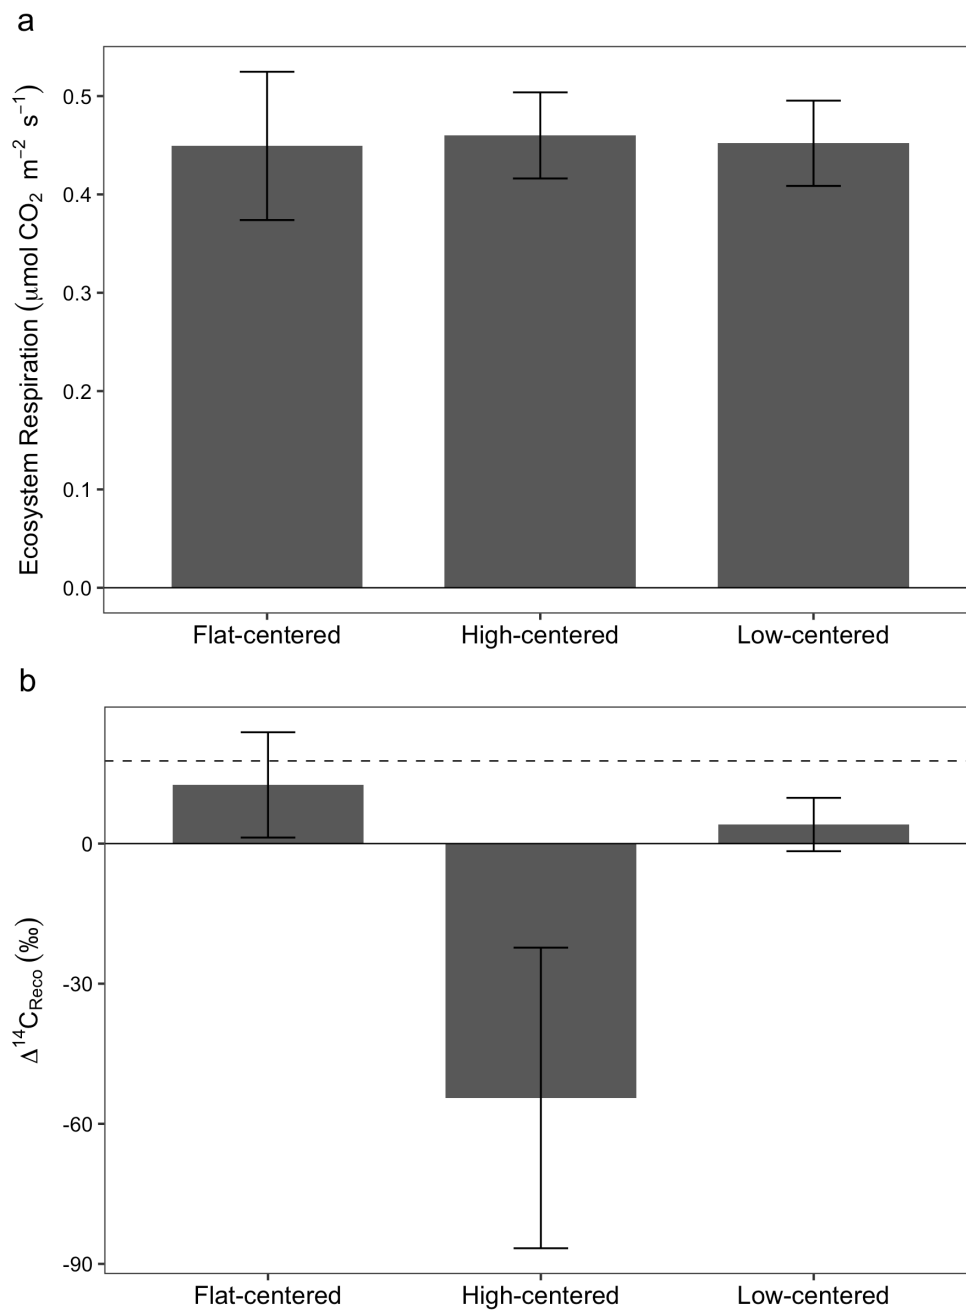 a
Ecosystem Respiration (μmol CO₂ m⁻² s⁻¹)
0.5
0.4
0.3
0.2
0.1
0.0
Flat-centered High-centered Low-centered
b
Δ¹⁴C_Reco (‰)
0
-30
-60
-90
Flat-centered High-centered Low-centered